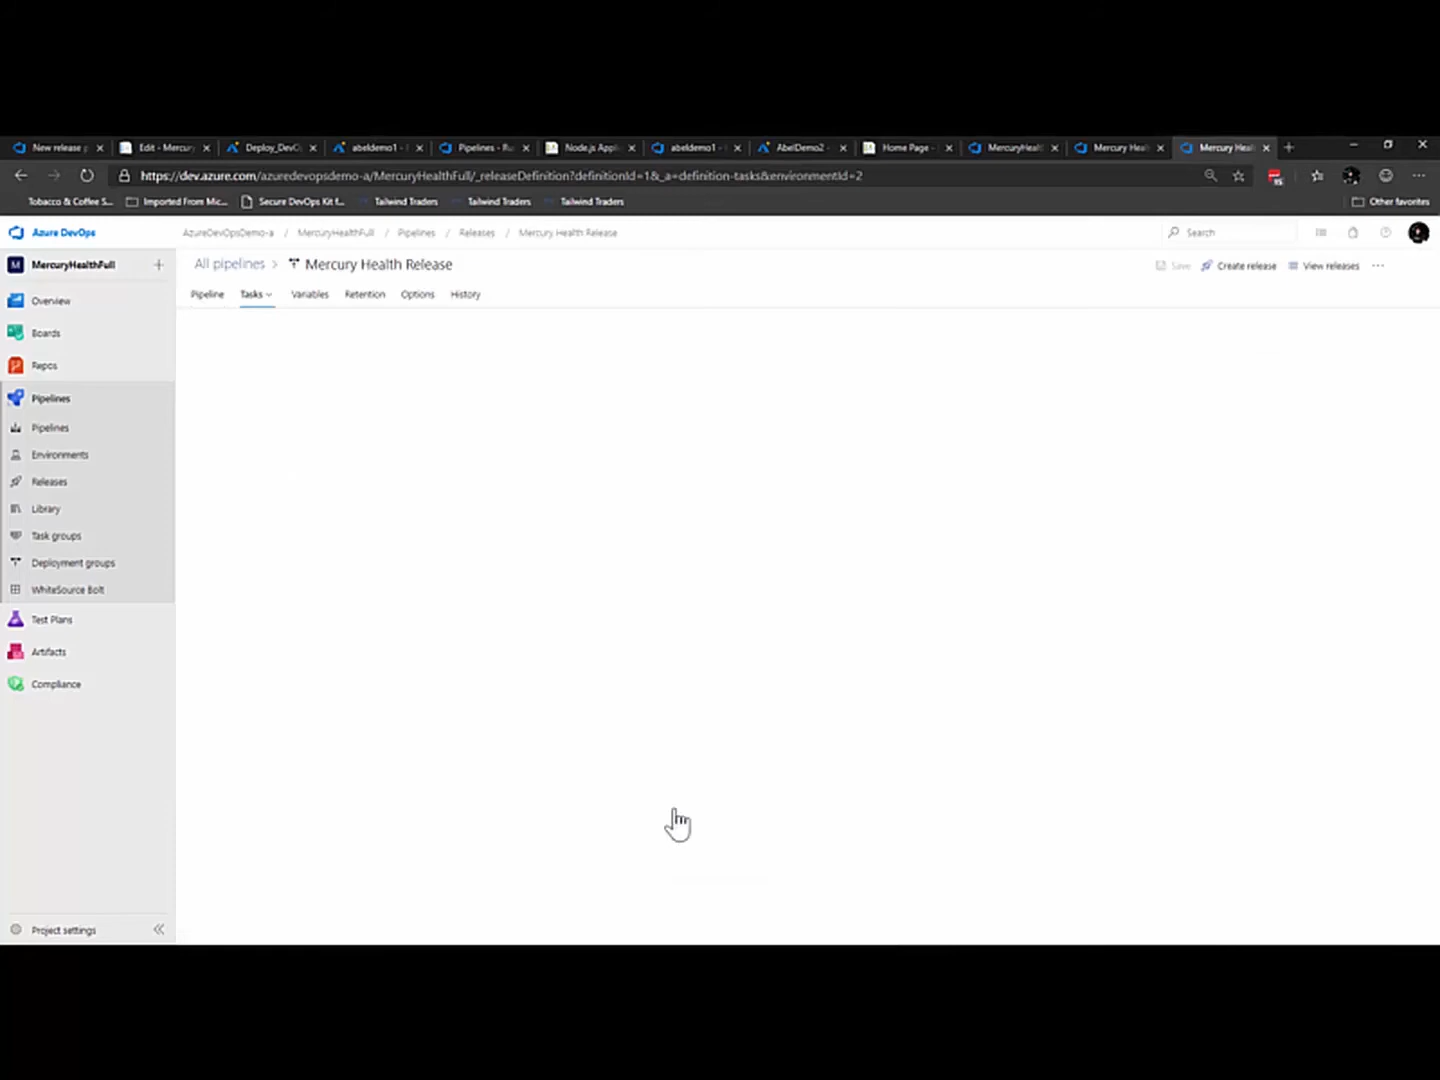 New release p Edit - Mercury Deploy_DevO abeldemo1 - Pipelines - Ru Node.js Appli abeldemo1 - AbelDemo2 - Home Page - MercuryHealt Mercury Heal Mercury Heal
https://dev.azure.com/azuredevopsdemo-a/MercuryHealthFull/_releaseDefinition?definitionId=1&_a=definition-tasks&environmentId=2
Tobacco & Coffee S... Imported From Mic... Secure DevOps Kit f... Tailwind Traders Tailwind Traders Tailwind Traders Other favorites
Azure DevOps AzureDevOpsDemo-a / MercuryHealthFull / Pipelines / Releases / Mercury Health Release Search
M MercuryHealthFull + All pipelines > Mercury Health Release Save Create release View releases ...
Pipeline Tasks Variables Retention Options History
Overview
Boards
Repos
Pipelines
Pipelines
Environments
Releases
Library
Task groups
Deployment groups
WhiteSource Bolt
Test Plans
Artifacts
Compliance
Project settings